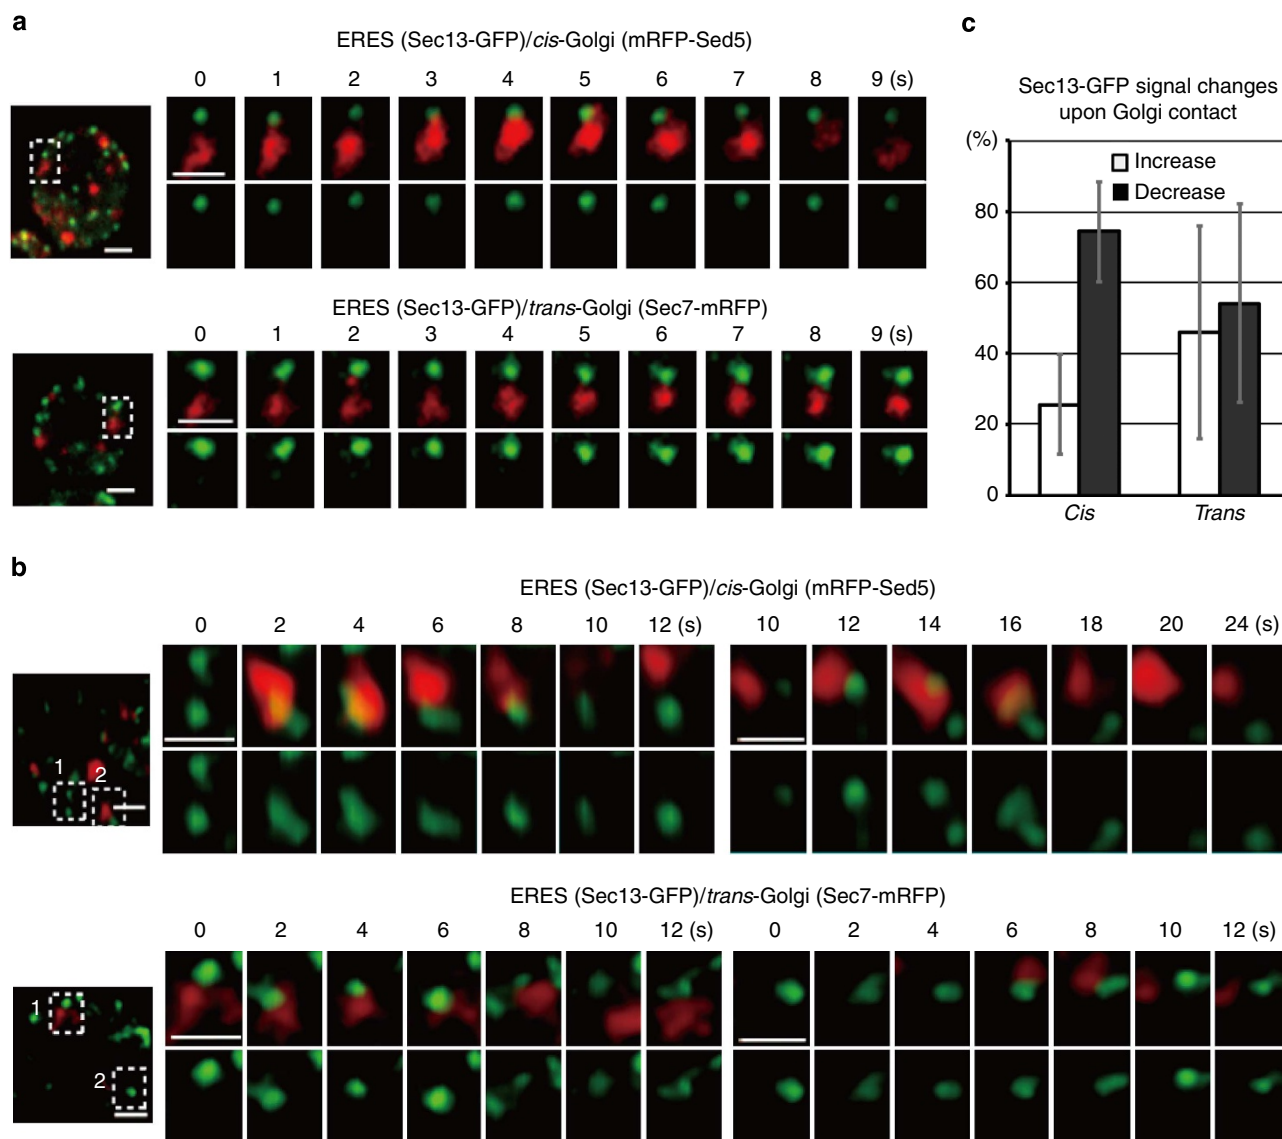 a
ERES (Sec13-GFP)/cis-Golgi (mRFP-Sed5)
0 1 2 3 4 5 6 7 8 9 (s)
ERES (Sec13-GFP)/trans-Golgi (Sec7-mRFP)
0 1 2 3 4 5 6 7 8 9 (s)
c
Sec13-GFP signal changes
upon Golgi contact
(%)
Increase
Decrease
80
60
40
20
0
Cis Trans
b
ERES (Sec13-GFP)/cis-Golgi (mRFP-Sed5)
0 2 4 6 8 10 12 (s) 10 12 14 16 18 20 24 (s)
1 2
ERES (Sec13-GFP)/trans-Golgi (Sec7-mRFP)
0 2 4 6 8 10 12 (s) 0 2 4 6 8 10 12 (s)
1
2